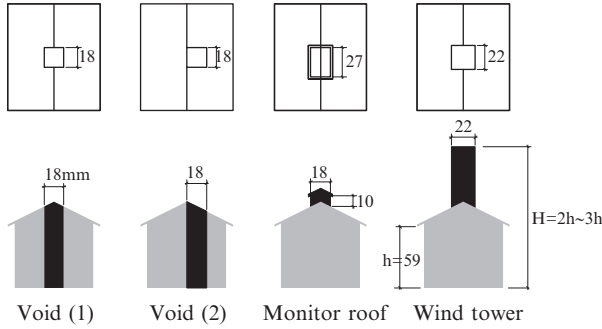 18
18
27
22
18mm
18
18
10
22
h=59
H=2h~3h
Void (1)
Void (2)
Monitor roof
Wind tower